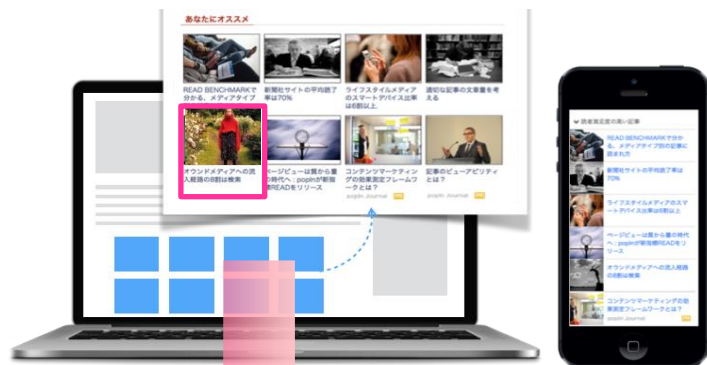 あなたにオススメ
READ BENCHMARKで
分かる、メディアタイプ
新聞社サイトの平均読了
率は70%
ライフスタイルメディア
のスマートデバイス比率
は6割以上
適切な記事の文章量を考
える
オウンドメディアへの流
入経路の8割は検索
ページビューは質から量
の時代へ：popInが新指
標READをリリース
コンテンツマーケティン
グの効果測定フレームワ
ークとは？
popIn Journal
記事のビューアビリティ
とは？
popIn Journal
読者満足度の高い記事
READ BENCHMARKで分か
る、メディアタイプ別の記事に
読まれ方
新聞社サイトの平均読了率は
70%
ライフスタイルメディアのスマ
ートデバイス比率は6割以上
ページビューは質から量の時代
へ：popInが新指標READをリ
リース
オウンドメディアへの流入経路
の8割は検索
コンテンツマーケティングの効
果測定フレームワークとは？
popIn Journal